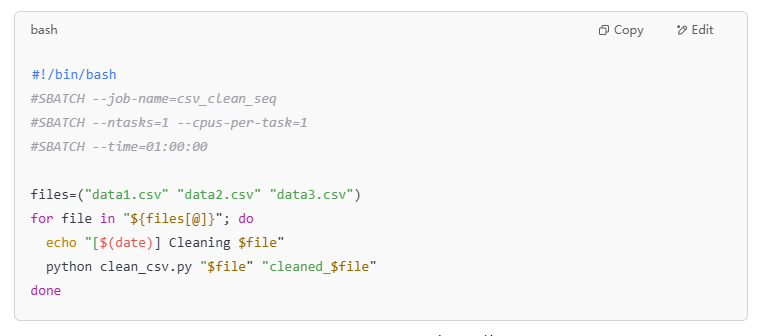 bash
Copy
Edit
#!/bin/bash
#SBATCH --job-name=csv_clean_seq
#SBATCH --ntasks=1 --cpus-per-task=1
#SBATCH --time=01:00:00
files=("data1.csv" "data2.csv" "data3.csv")
for file in "${files[@]}"; do
  echo "[$(date)] Cleaning $file"
  python clean_csv.py "$file" "cleaned_$file"
done